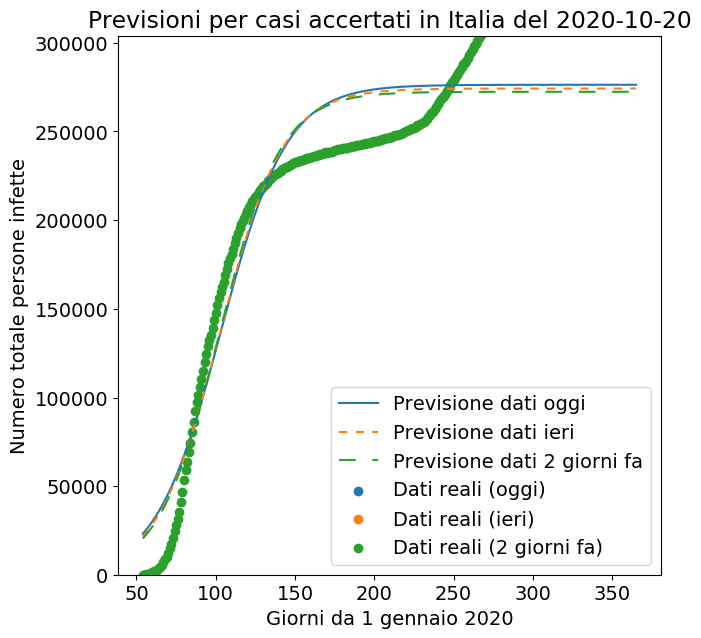 Previsioni per casi accertati in Italia del 2020-10-20
300000
250000
200000
150000
100000
50000
0
Numero totale persone infette
50 100 150 200 250 300 350
Giorni da 1 gennaio 2020
Previsione dati oggi
Previsione dati ieri
Previsione dati 2 giorni fa
Dati reali (oggi)
Dati reali (ieri)
Dati reali (2 giorni fa)